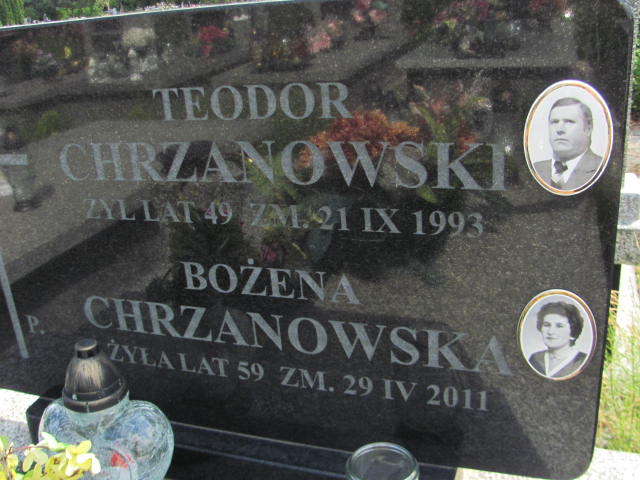 TEODOR
CHRZANOWSKI
ŻYŁ LAT 49 ZM. 21 IX 1993
BOŻENA
CHRZANOWSKA
P.
ŻYŁA LAT 59 ZM. 29 IV 2011